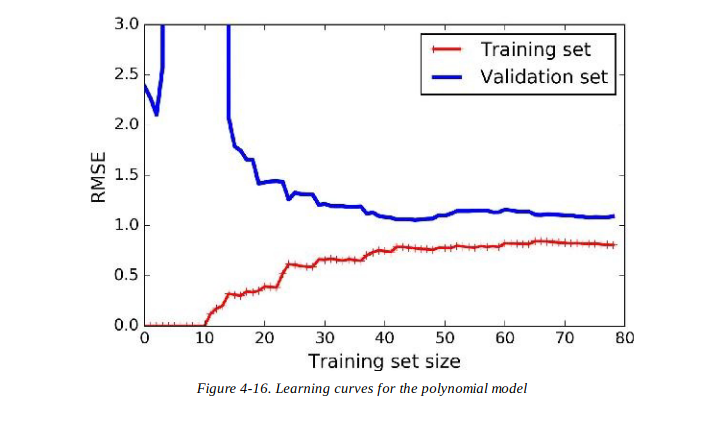 3.0
2.5
2.0
1.5
1.0
0.5
0.0
RMSE
Training set
Validation set
0 10 20 30 40 50 60 70 80
Training set size
Figure 4-16. Learning curves for the polynomial model